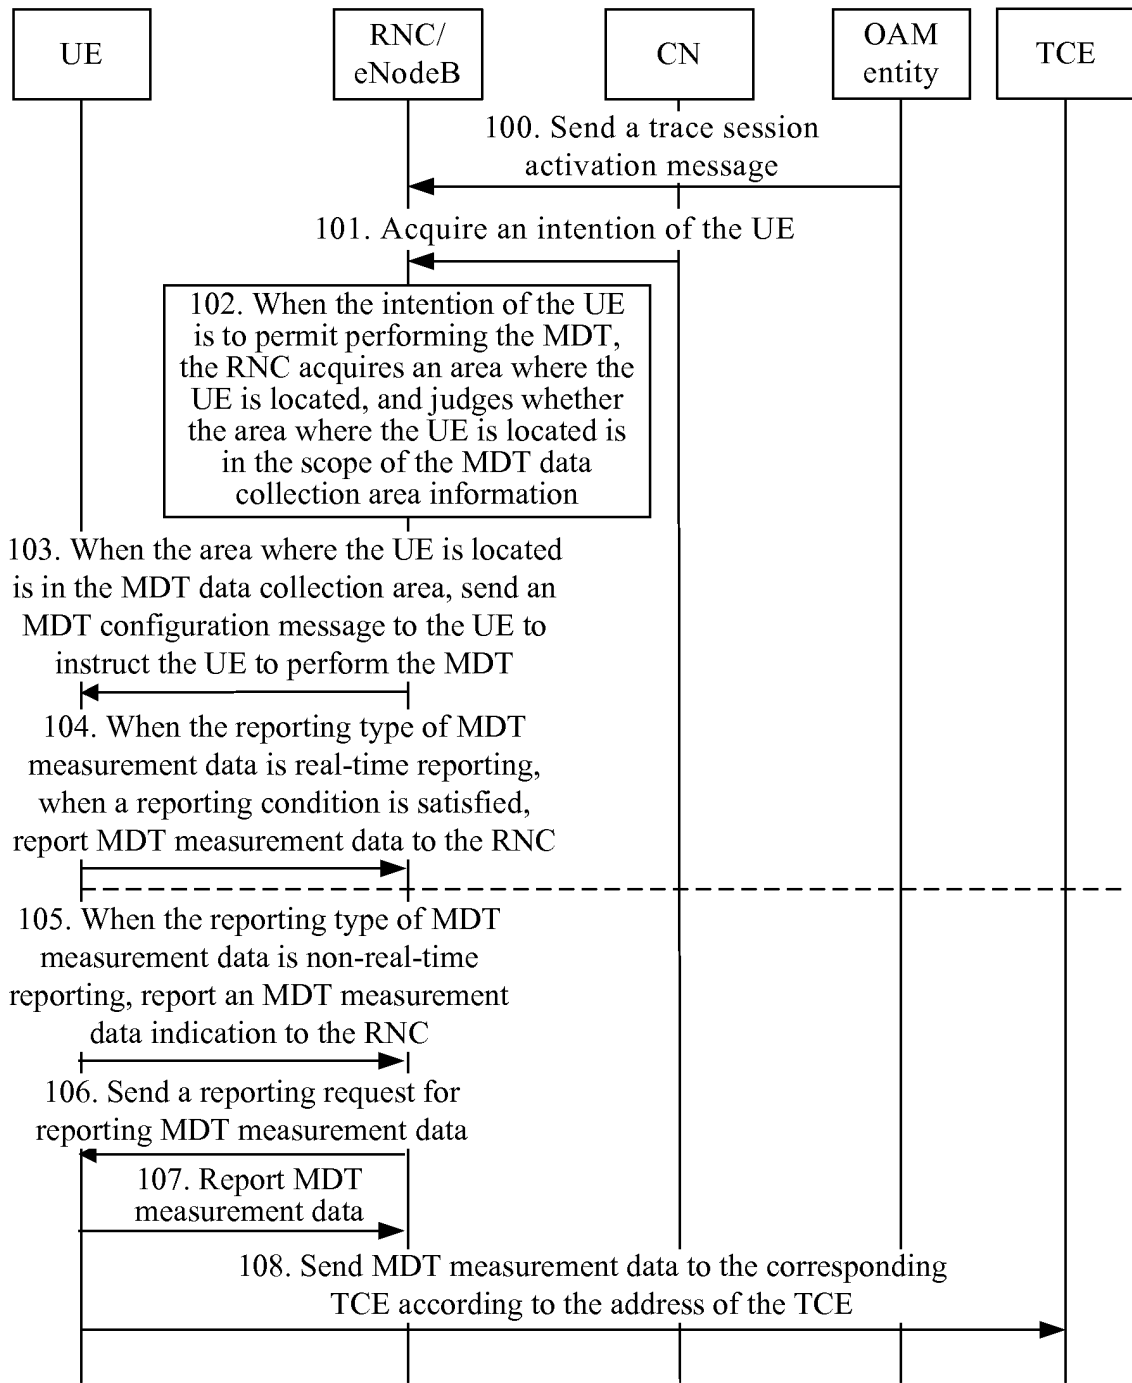 UE
RNC/
eNodeB
CN
OAM
entity
TCE
100. Send a trace session
activation message
101. Acquire an intention of the UE
102. When the intention of the UE
is to permit performing the MDT,
the RNC acquires an area where the
UE is located, and judges whether
the area where the UE is located is
in the scope of the MDT data
collection area information
103. When the area where the UE is located
is in the MDT data collection area, send an
MDT configuration message to the UE to
instruct the UE to perform the MDT
104. When the reporting type of MDT
measurement data is real-time reporting,
when a reporting condition is satisfied,
report MDT measurement data to the RNC
105. When the reporting type of MDT
measurement data is non-real-time
reporting, report an MDT measurement
data indication to the RNC
106. Send a reporting request for
reporting MDT measurement data
107. Report MDT
measurement data
108. Send MDT measurement data to the corresponding
TCE according to the address of the TCE